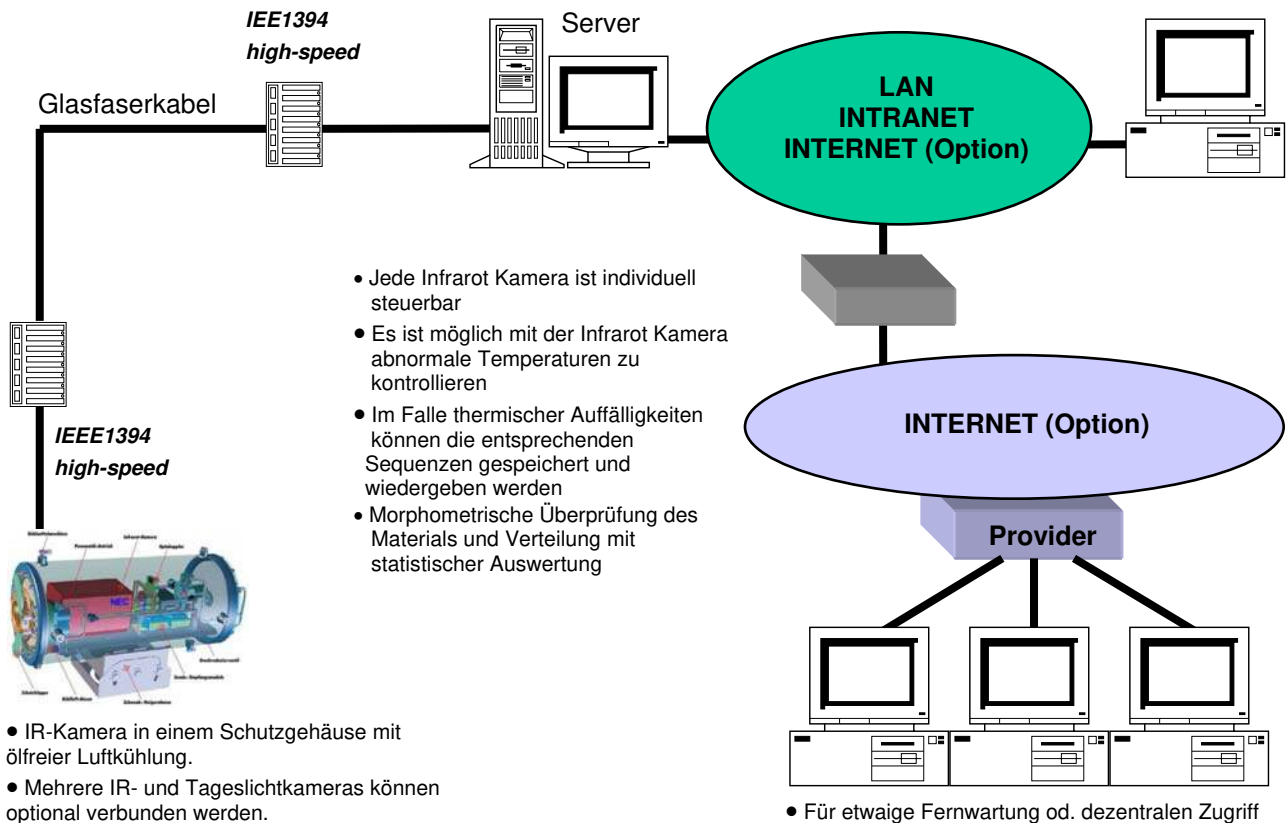 IEE1394
high-speed
Server
Glasfaserkabel
LAN
INTRANET
INTERNET (Option)
• Jede Infrarot Kamera ist individuell
steuerbar
• Es ist möglich mit der Infrarot Kamera
abnormale Temperaturen zu
kontrollieren
• Im Falle thermischer Auffälligkeiten
können die entsprechenden
Sequenzen gespeichert und
wiedergeben werden
• Morphometrische Überprüfung des
Materials und Verteilung mit
statistischer Auswertung
IEEE1394
high-speed
INTERNET (Option)
Provider
Infrarot-Kamera
NEC
• IR-Kamera in einem Schutzgehäuse mit
ölfreier Luftkühlung.
• Mehrere IR- und Tageslichtkameras können
optional verbunden werden.
• Für etwaige Fernwartung od. dezentralen Zugriff